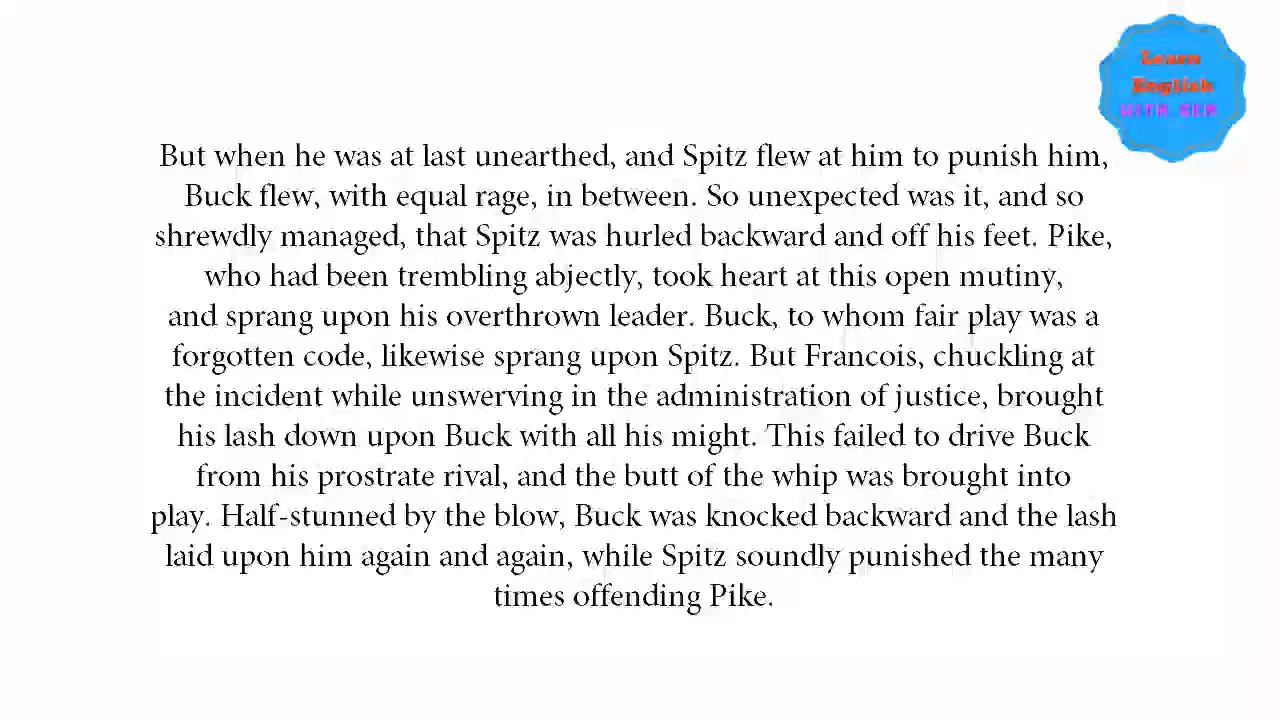 Learn
English
WITH GEM
But when he was at last unearthed, and Spitz flew at him to punish him,
Buck flew, with equal rage, in between. So unexpected was it, and so
shrewdly managed, that Spitz was hurled backward and off his feet. Pike,
who had been trembling abjectly, took heart at this open mutiny,
and sprang upon his overthrown leader. Buck, to whom fair play was a
forgotten code, likewise sprang upon Spitz. But Francois, chuckling at
the incident while unswerving in the administration of justice, brought
his lash down upon Buck with all his might. This failed to drive Buck
from his prostrate rival, and the butt of the whip was brought into
play. Half-stunned by the blow, Buck was knocked backward and the lash
laid upon him again and again, while Spitz soundly punished the many
times offending Pike.